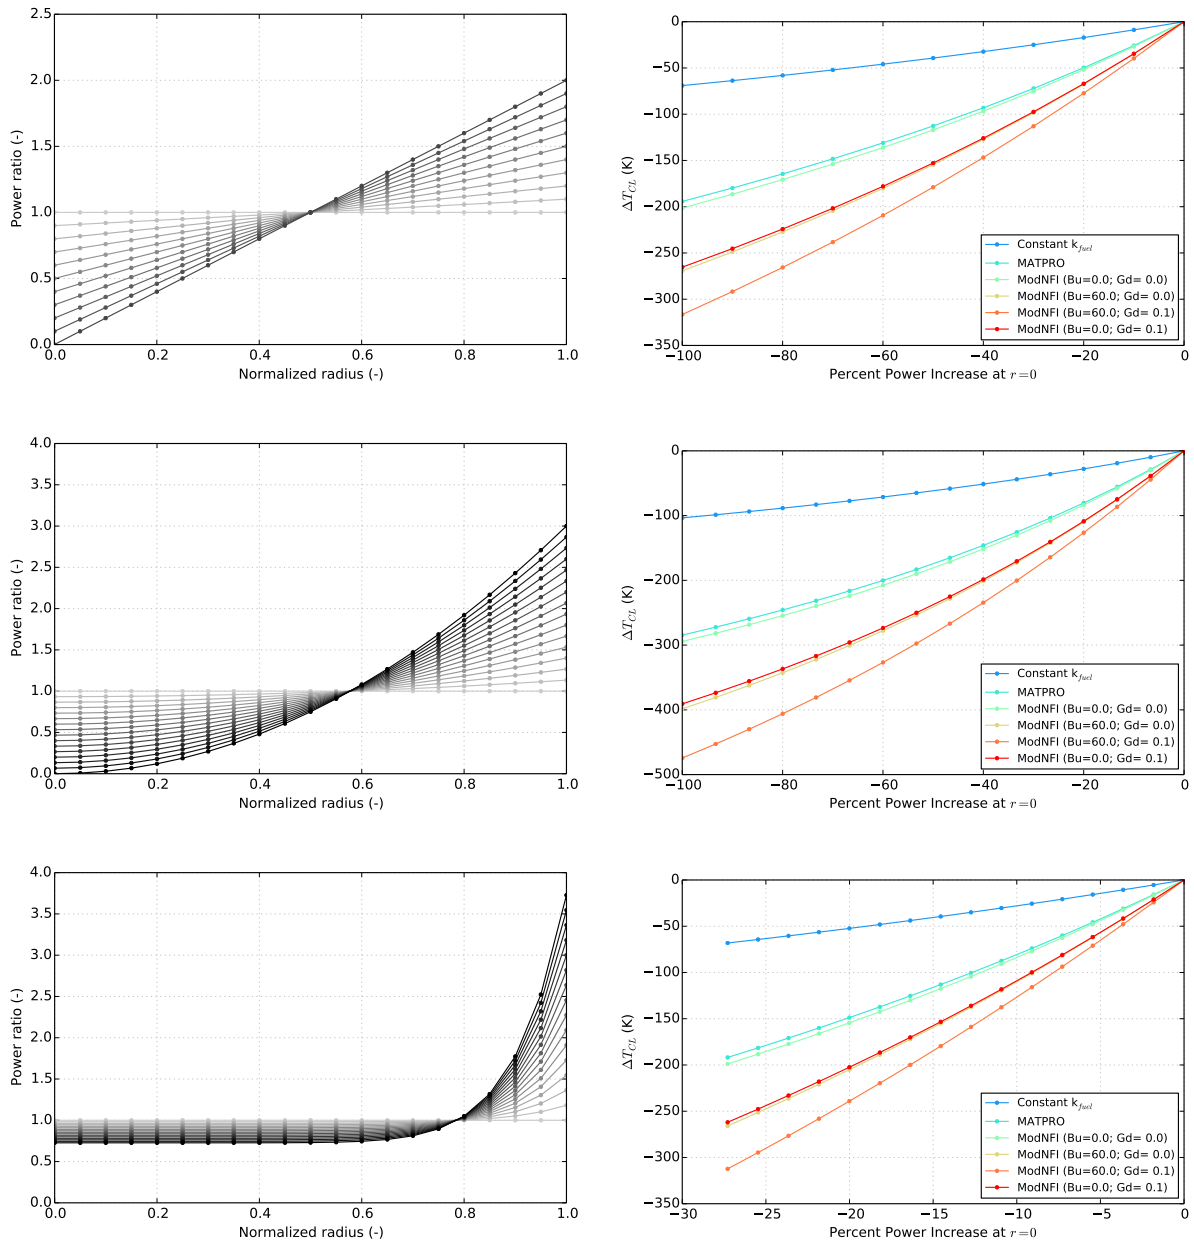 2.5
2.0
1.5
1.0
0.5
0.0
Power ratio (-)
0.0 0.2 0.4 0.6 0.8 1.0
Normalized radius (-)
0
−50
−100
−150
−200
−250
−300
−350
ΔT_CL (K)
Constant k_fuel
MATPRO
ModNFI (Bu=0.0; Gd= 0.0)
ModNFI (Bu=60.0; Gd= 0.0)
ModNFI (Bu=60.0; Gd= 0.1)
ModNFI (Bu=0.0; Gd= 0.1)
−100 −80 −60 −40 −20 0
Percent Power Increase at r=0
4.0
3.5
3.0
2.5
2.0
1.5
1.0
0.5
0.0
Power ratio (-)
0.0 0.2 0.4 0.6 0.8 1.0
Normalized radius (-)
0
−100
−200
−300
−400
−500
ΔT_CL (K)
Constant k_fuel
MATPRO
ModNFI (Bu=0.0; Gd= 0.0)
ModNFI (Bu=60.0; Gd= 0.0)
ModNFI (Bu=60.0; Gd= 0.1)
ModNFI (Bu=0.0; Gd= 0.1)
−100 −80 −60 −40 −20 0
Percent Power Increase at r=0
4.0
3.5
3.0
2.5
2.0
1.5
1.0
0.5
0.0
Power ratio (-)
0.0 0.2 0.4 0.6 0.8 1.0
Normalized radius (-)
0
−50
−100
−150
−200
−250
−300
−350
ΔT_CL (K)
Constant k_fuel
MATPRO
ModNFI (Bu=0.0; Gd= 0.0)
ModNFI (Bu=60.0; Gd= 0.0)
ModNFI (Bu=60.0; Gd= 0.1)
ModNFI (Bu=0.0; Gd= 0.1)
−30 −25 −20 −15 −10 −5 0
Percent Power Increase at r=0